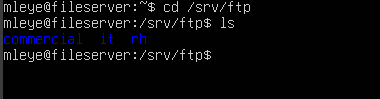 mleye@fileserver:~$ cd /srv/ftp
mleye@fileserver:/srv/ftp$ ls
commercial  it  rh
mleye@fileserver:/srv/ftp$